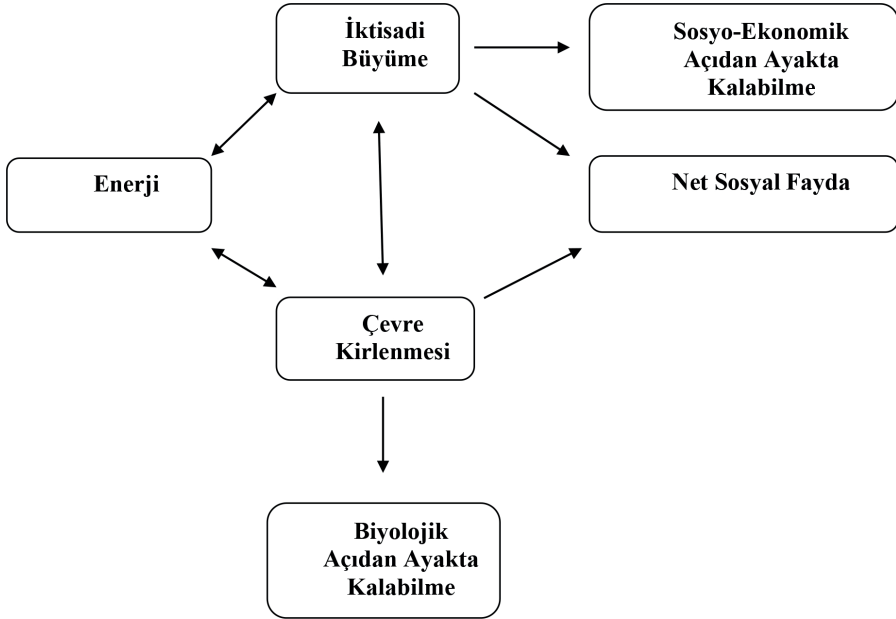 İktisadi
Büyüme
Sosyo-Ekonomik
Açıdan Ayakta
Kalabilme
Enerji
Net Sosyal Fayda
Çevre
Kirlenmesi
Biyolojik
Açıdan Ayakta
Kalabilme